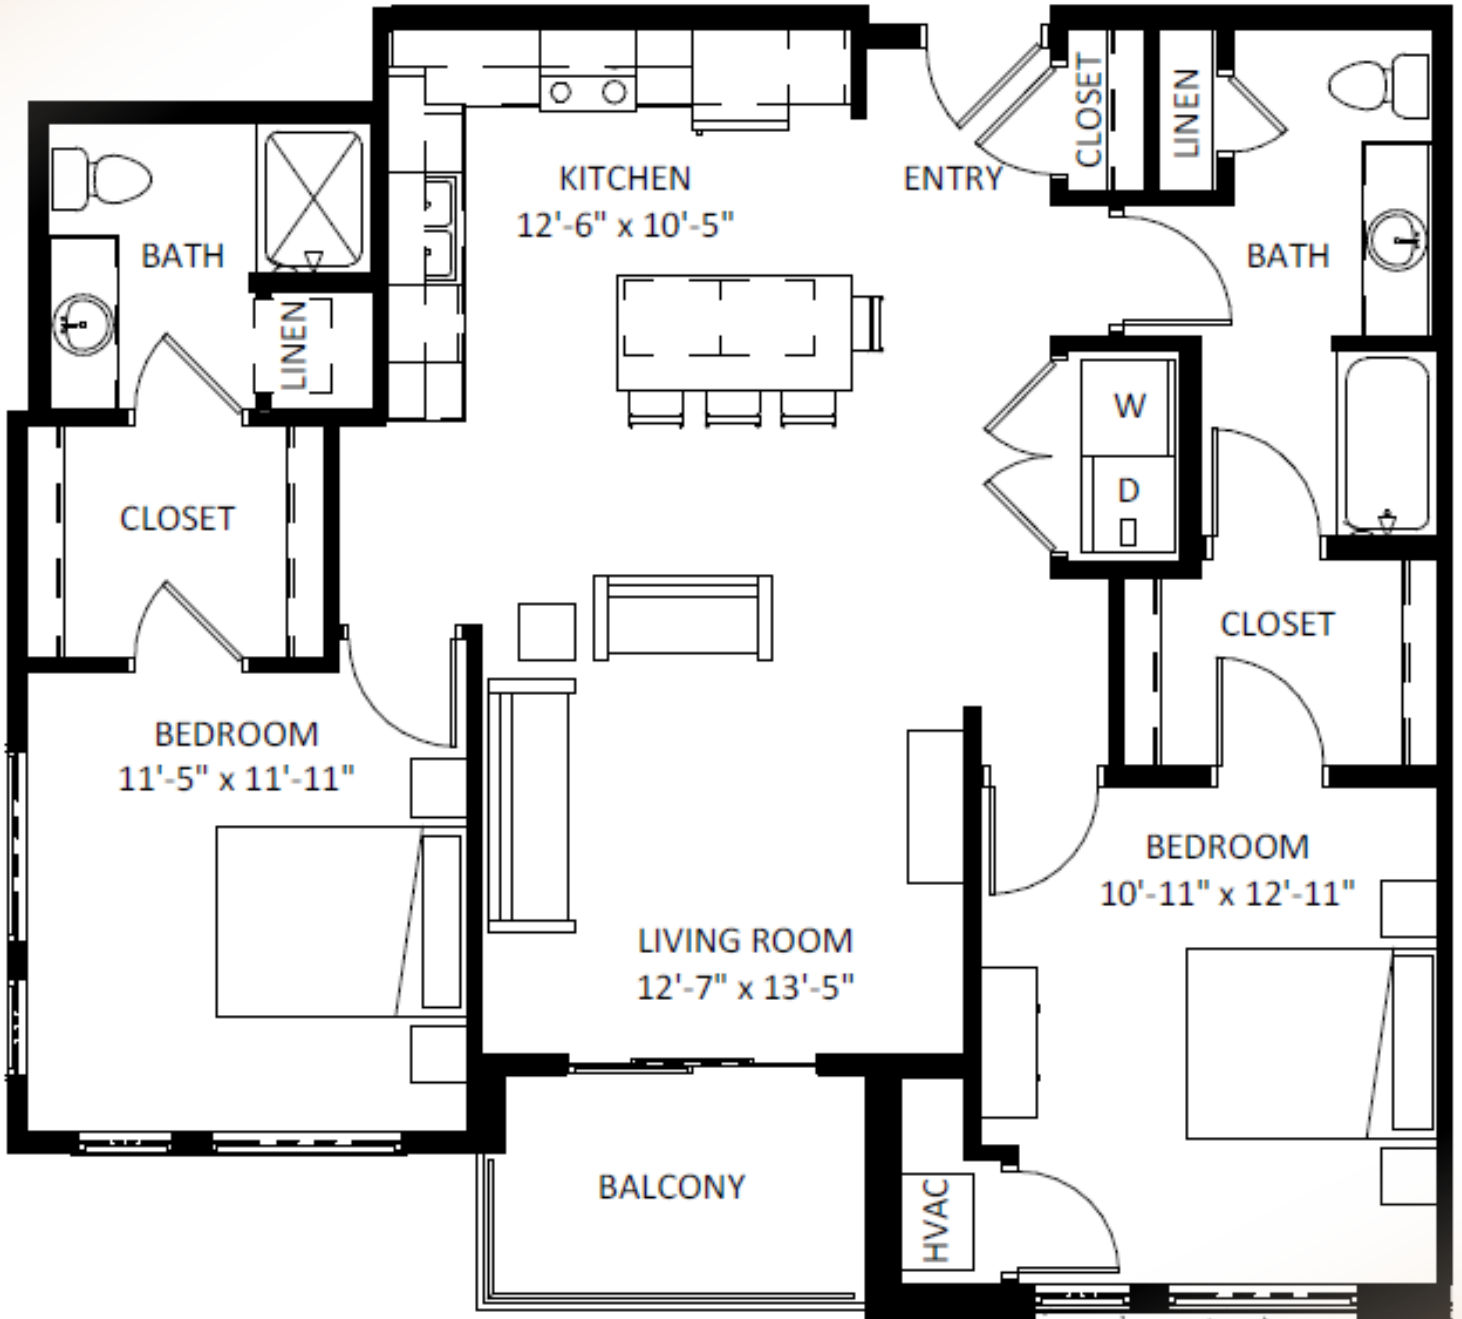 CLOSET
LINEN
KITCHEN
12'-6" x 10'-5"
ENTRY
BATH
BATH
LINEN
W
D
CLOSET
CLOSET
BEDROOM
11'-5" x 11'-11"
BEDROOM
10'-11" x 12'-11"
LIVING ROOM
12'-7" x 13'-5"
BALCONY
HVAC